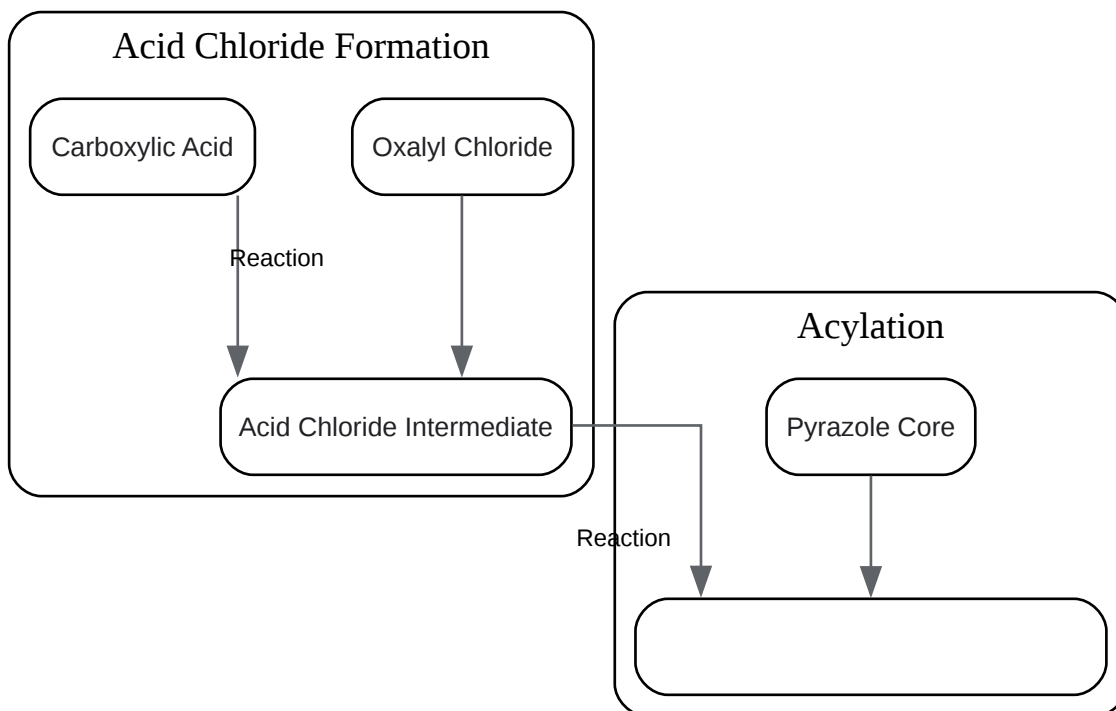 Acid Chloride Formation
Carboxylic Acid
Oxalyl Chloride
Reaction
Acid Chloride Intermediate
Acylation
Pyrazole Core
Reaction